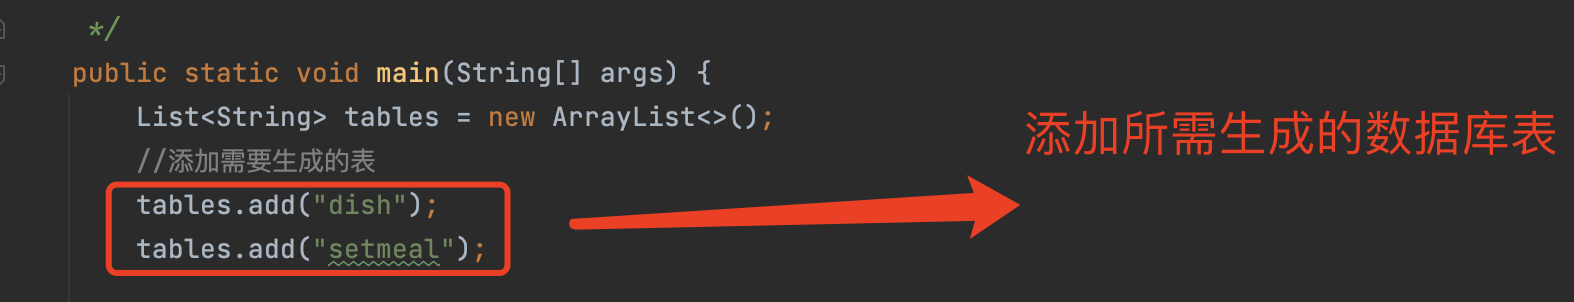 */
public static void main(String[] args) {
List<String> tables = new ArrayList<>();
//添加需要生成的表
tables.add("dish");
tables.add("setmeal");
添加所需生成的数据库表